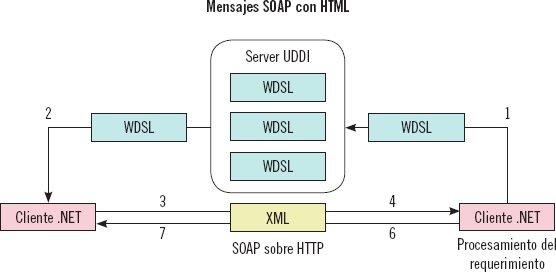 Mensajes SOAP con HTML
Server UDDI
WDSL
WDSL
WDSL
2
WDSL
WDSL
1
Cliente .NET
3
7
XML
4
6
Cliente .NET
SOAP sobre HTTP
Procesamiento del
requerimiento